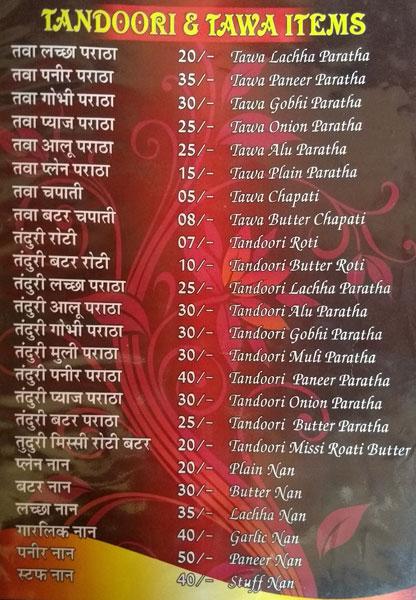 TANDOORI & TAWA ITEMS
तवा लच्छा पराठा 20/- Tawa Lachha Paratha
तवा पनीर पराठा 35/- Tawa Paneer Paratha
तवा गोभी पराठा 30/- Tawa Gobhi Paratha
तवा प्याज पराठा 25/- Tawa Onion Paratha
तवा आलू पराठा 25/- Tawa Alu Paratha
तवा प्लेन पराठा 15/- Tawa Plain Paratha
तवा चपाती 05/- Tawa Chapati
तवा बटर चपाती 08/- Tawa Butter Chapati
तंदुरी रोटी 07/- Tandoori Roti
तंदुरी बटर रोटी 10/- Tandoori Butter Roti
तंदुरी लच्छा पराठा 25/- Tandoori Lachha Paratha
तंदुरी आलू पराठा 30/- Tandoori Alu Paratha
तंदुरी गोभी पराठा 30/- Tandoori Gobhi Paratha
तंदुरी मुली पराठा 30/- Tandoori Muli Paratha
तंदुरी पनीर पराठा 40/- Tandoori Paneer Paratha
तंदुरी प्याज पराठा 30/- Tandoori Onion Paratha
तंदुरी बटर पराठा 25/- Tandoori Butter Paratha
तुदुरी मिस्सी रोटी बटर 20/- Tandoori Missi Roati Butter
प्लेन नान 20/- Plain Nan
बटर नान 30/- Butter Nan
लच्छा नान 35/- Lachha Nan
गारलिक नान 40/- Garlic Nan
पनीर नान 50/- Paneer Nan
स्टफ नान 40/- Stuff Nan